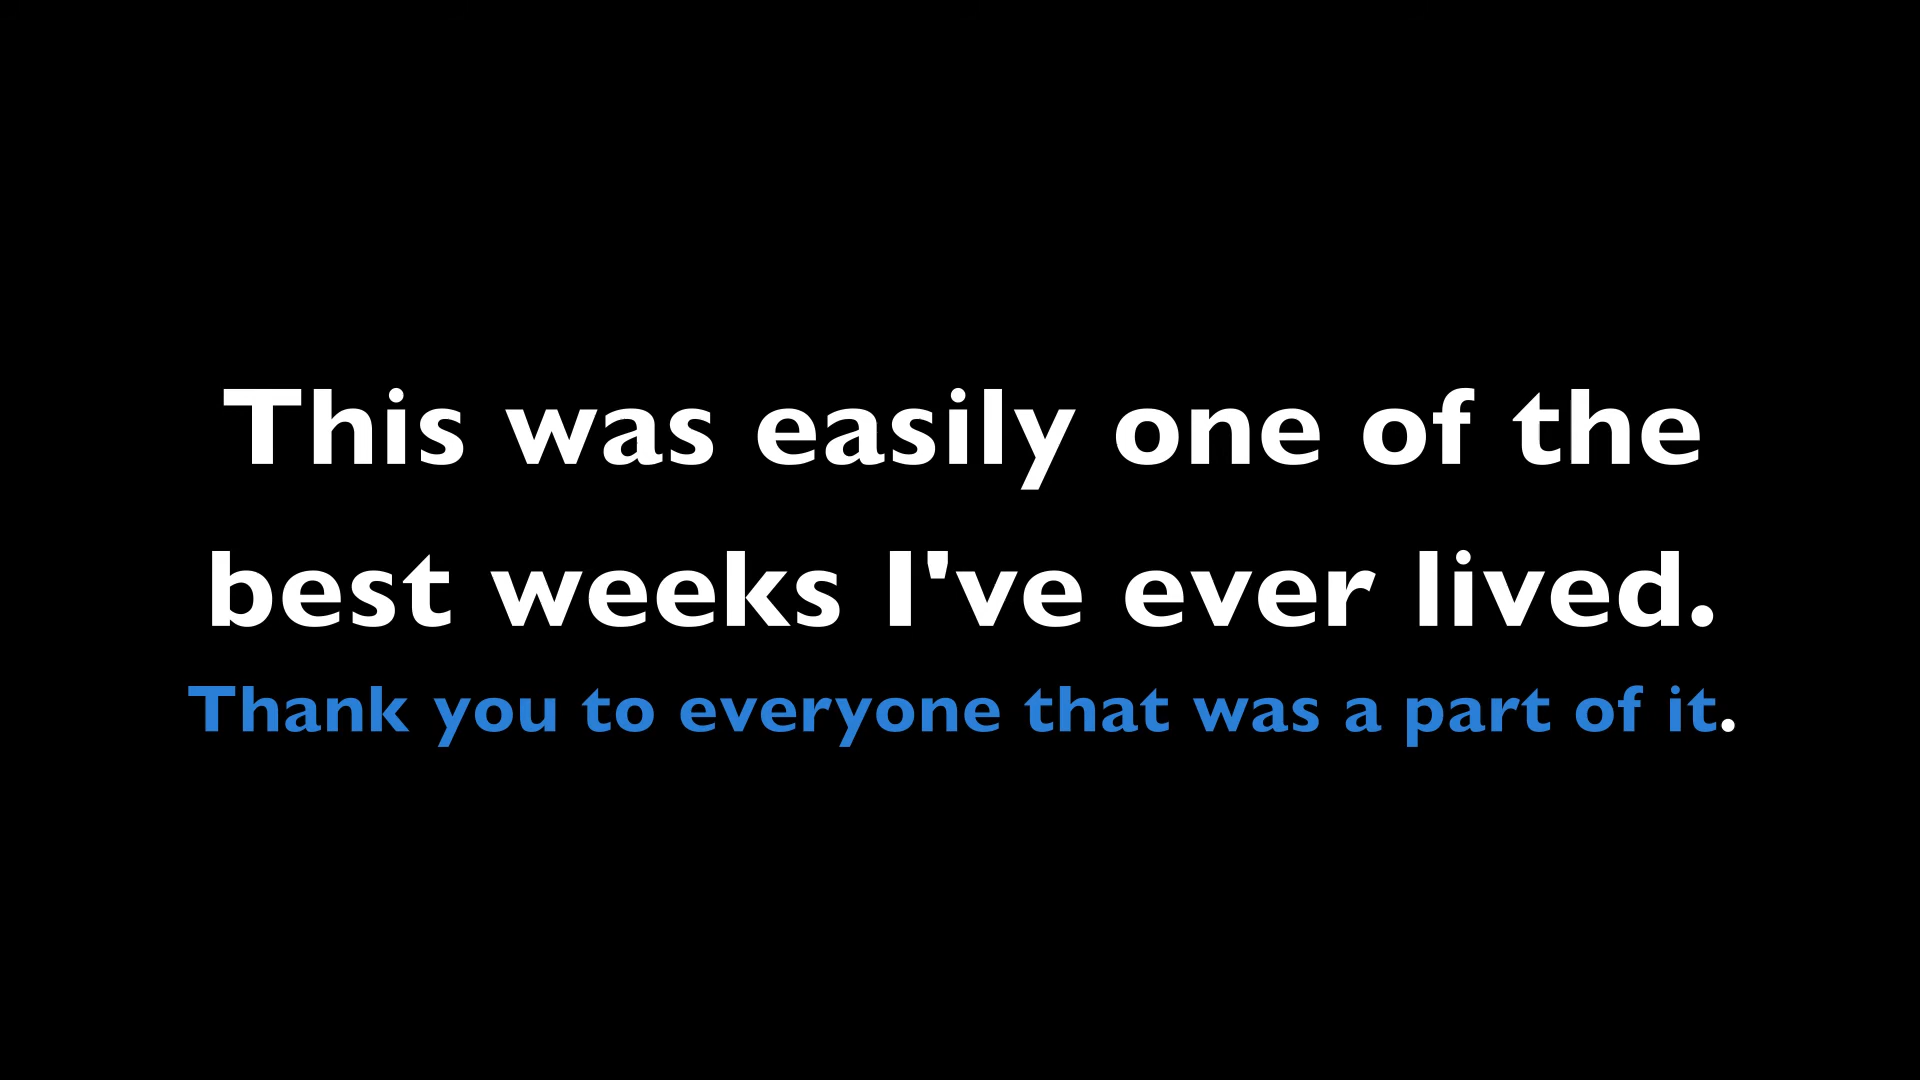 This was easily one of the
best weeks I've ever lived.
Thank you to everyone that was a part of it.